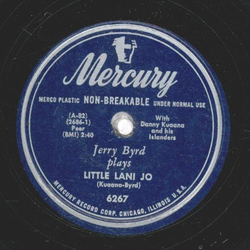 Mercury
MERCO PLASTIC NON-BREAKABLE UNDER NORMAL USE
(A-82)
(2686-1)
Peer
(BMI) 2:40
With
Danny Kuaana
and his
Islanders
Jerry Byrd
plays
LITTLE LANI JO
(Kuaano-Byrd)
6267
MERCURY RECORD CORP. CHICAGO, ILLINOIS U.S.A.